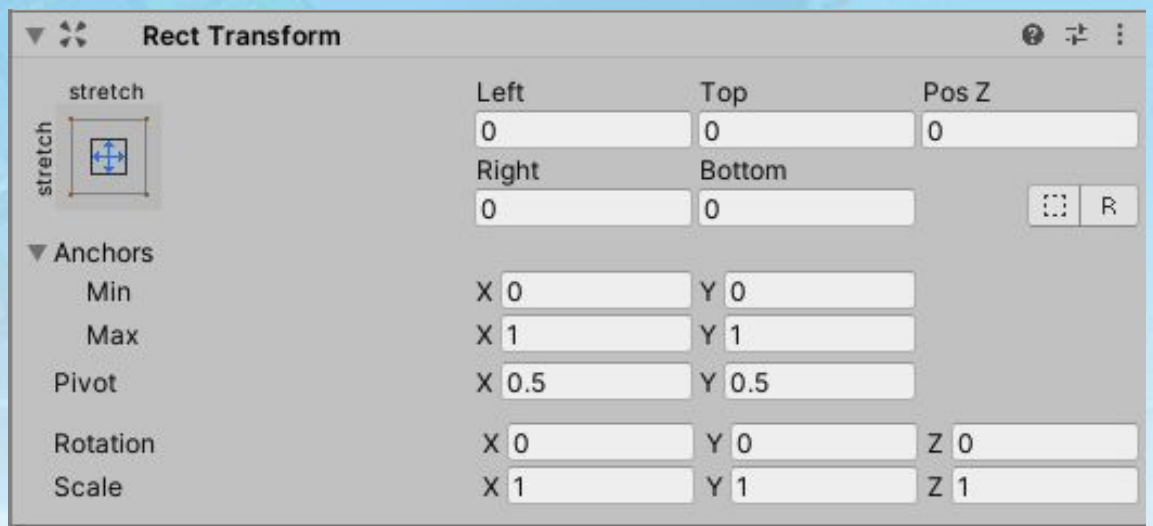 Rect Transform
stretch
stretch
Left Top Pos Z
0 0 0
Right Bottom
0 0 R
Anchors
Min X 0 Y 0
Max X 1 Y 1
Pivot X 0.5 Y 0.5
Rotation X 0 Y 0 Z 0
Scale X 1 Y 1 Z 1